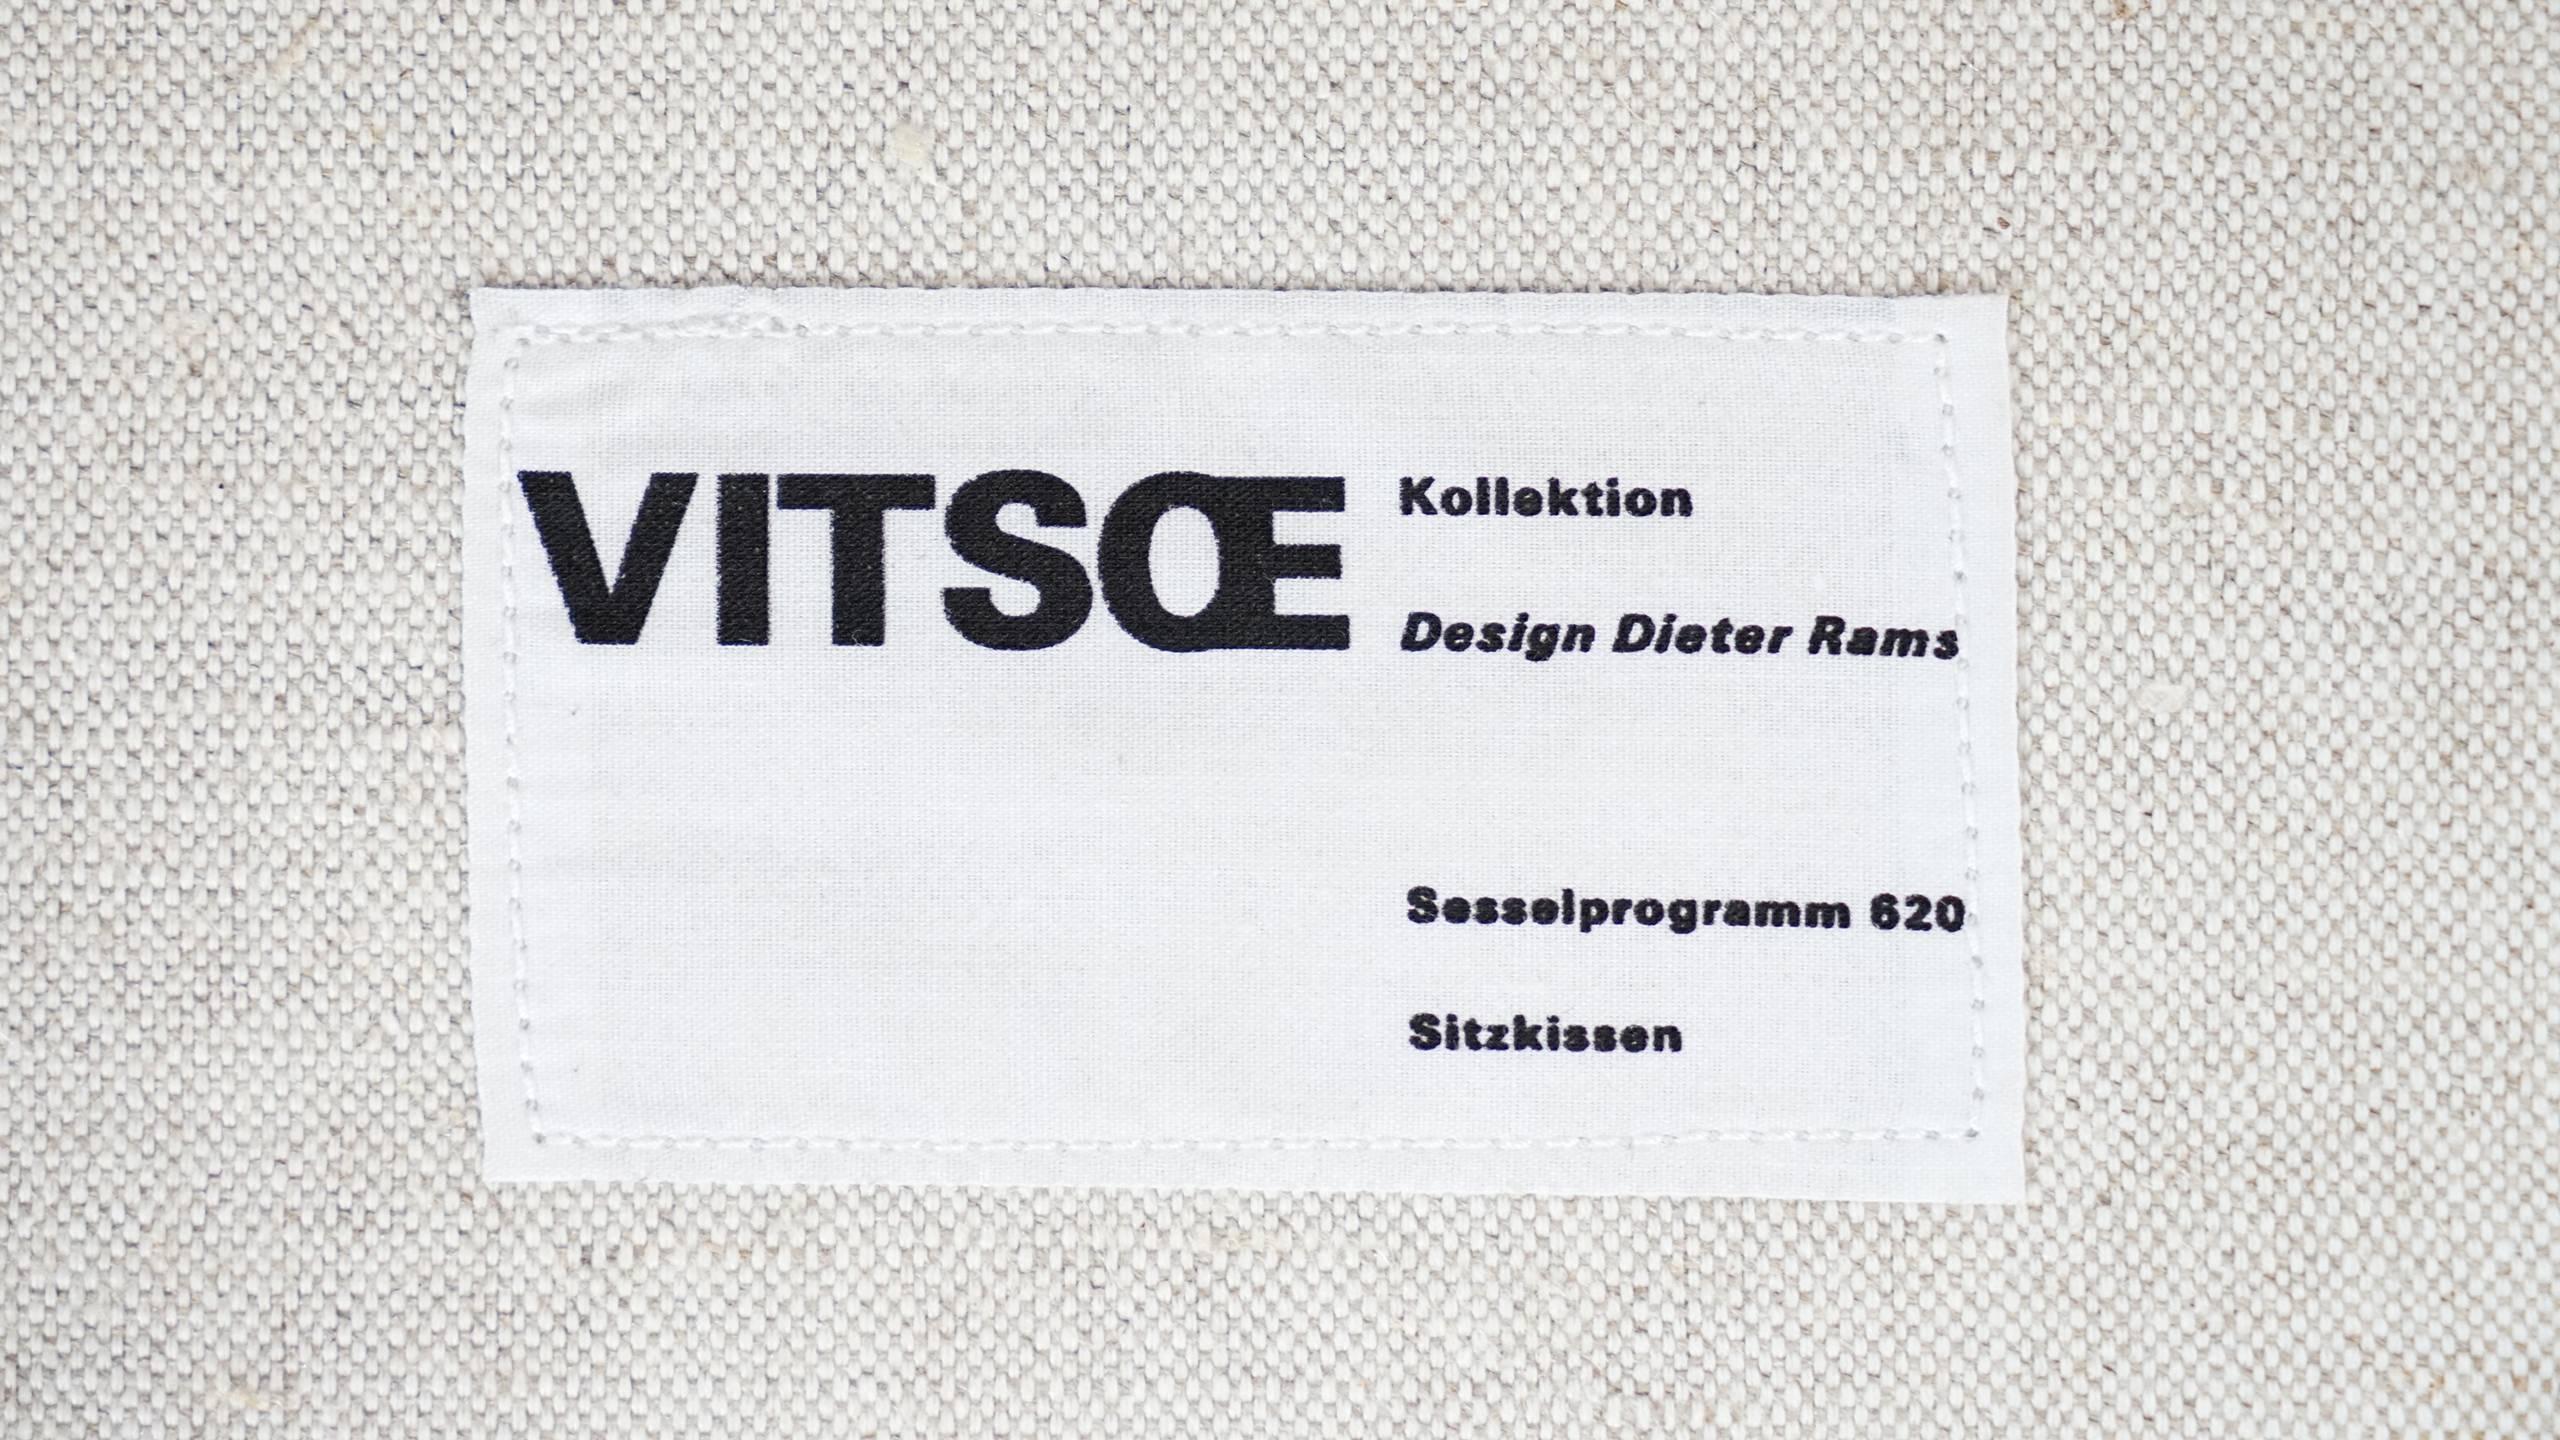 VITSŒ Kollektion
Design Dieter Rams
Sesselprogramm 620
Sitzkissen